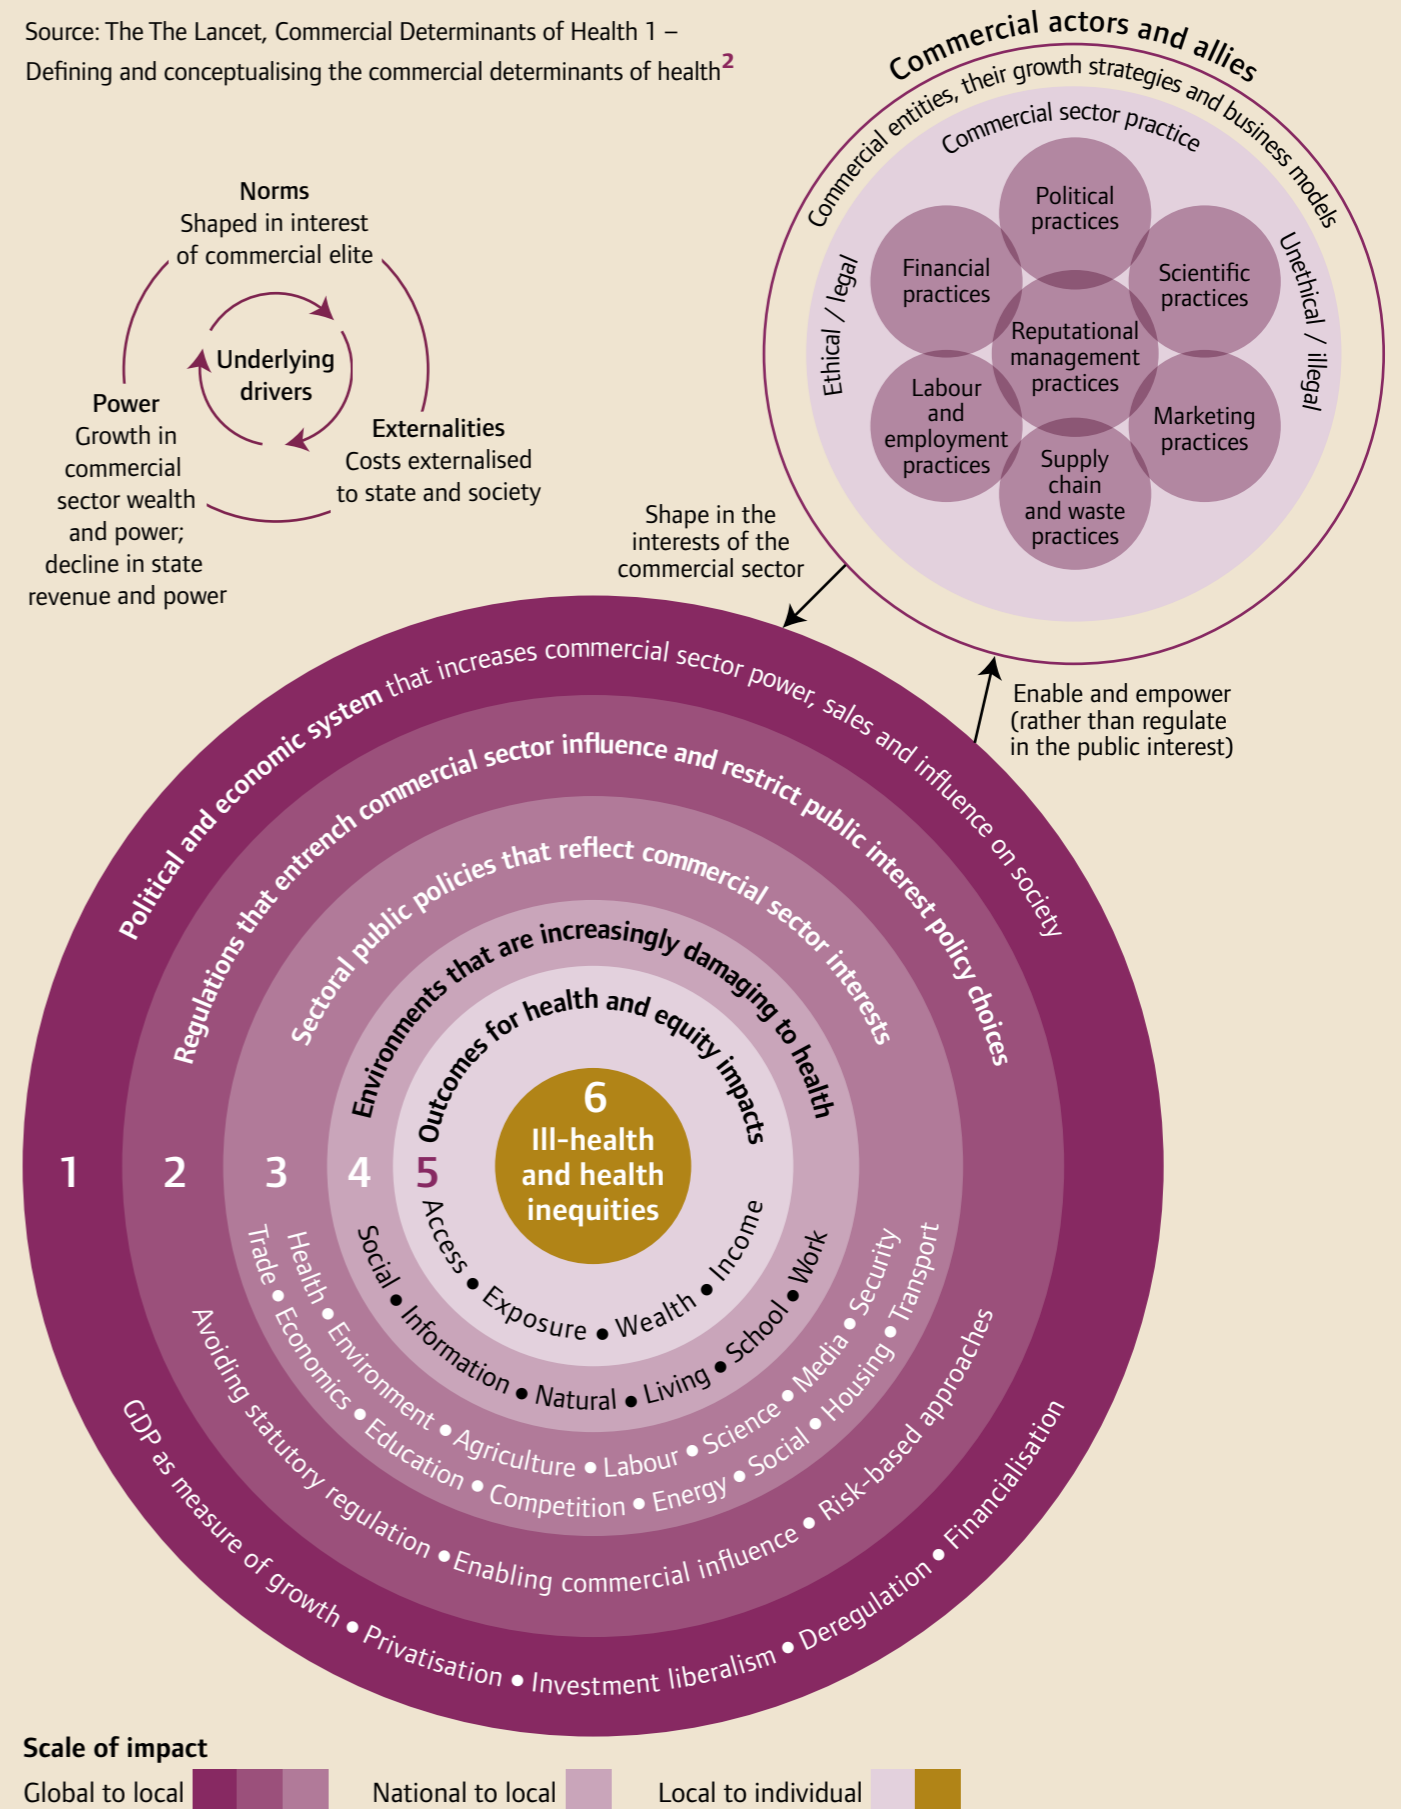 Source: The The Lancet, Commercial Determinants of Health 1 –
Defining and conceptualising the commercial determinants of health2
Commercial actors and allies
Commercial entities, their growth strategies and business models
Commercial sector practice
Ethical / legal
Unethical / illegal
Political
practices
Financial
practices
Scientific
practices
Reputational
management
practices
Labour
and
employment
practices
Marketing
practices
Supply
chain
and waste
practices
Norms
Shaped in interest
of commercial elite
Underlying
drivers
Power
Growth in
commercial
sector wealth
and power;
decline in state
revenue and power
Externalities
Costs externalised
to state and society
Shape in the
interests of the
commercial sector
Enable and empower
(rather than regulate
in the public interest)
Political and economic system that increases commercial sector power, sales and influence on society
Regulations that entrench commercial sector influence and restrict public interest policy choices
Sectoral public policies that reflect commercial sector interests
Environments that are increasingly damaging to health
Outcomes for health and equity impacts
1
2
3
4
5
6
Ill-health
and health
inequities
Access • Exposure • Wealth • Income
Social • Information • Natural • Living • School • Work
Health • Environment • Agriculture • Labour • Science • Media • Security
Trade • Economics • Education • Competition • Energy • Social • Housing • Transport
Avoiding statutory regulation • Enabling commercial influence • Risk-based approaches
GDP as measure of growth • Privatisation • Investment liberalism • Deregulation • Financialisation
Scale of impact
Global to local
National to local
Local to individual